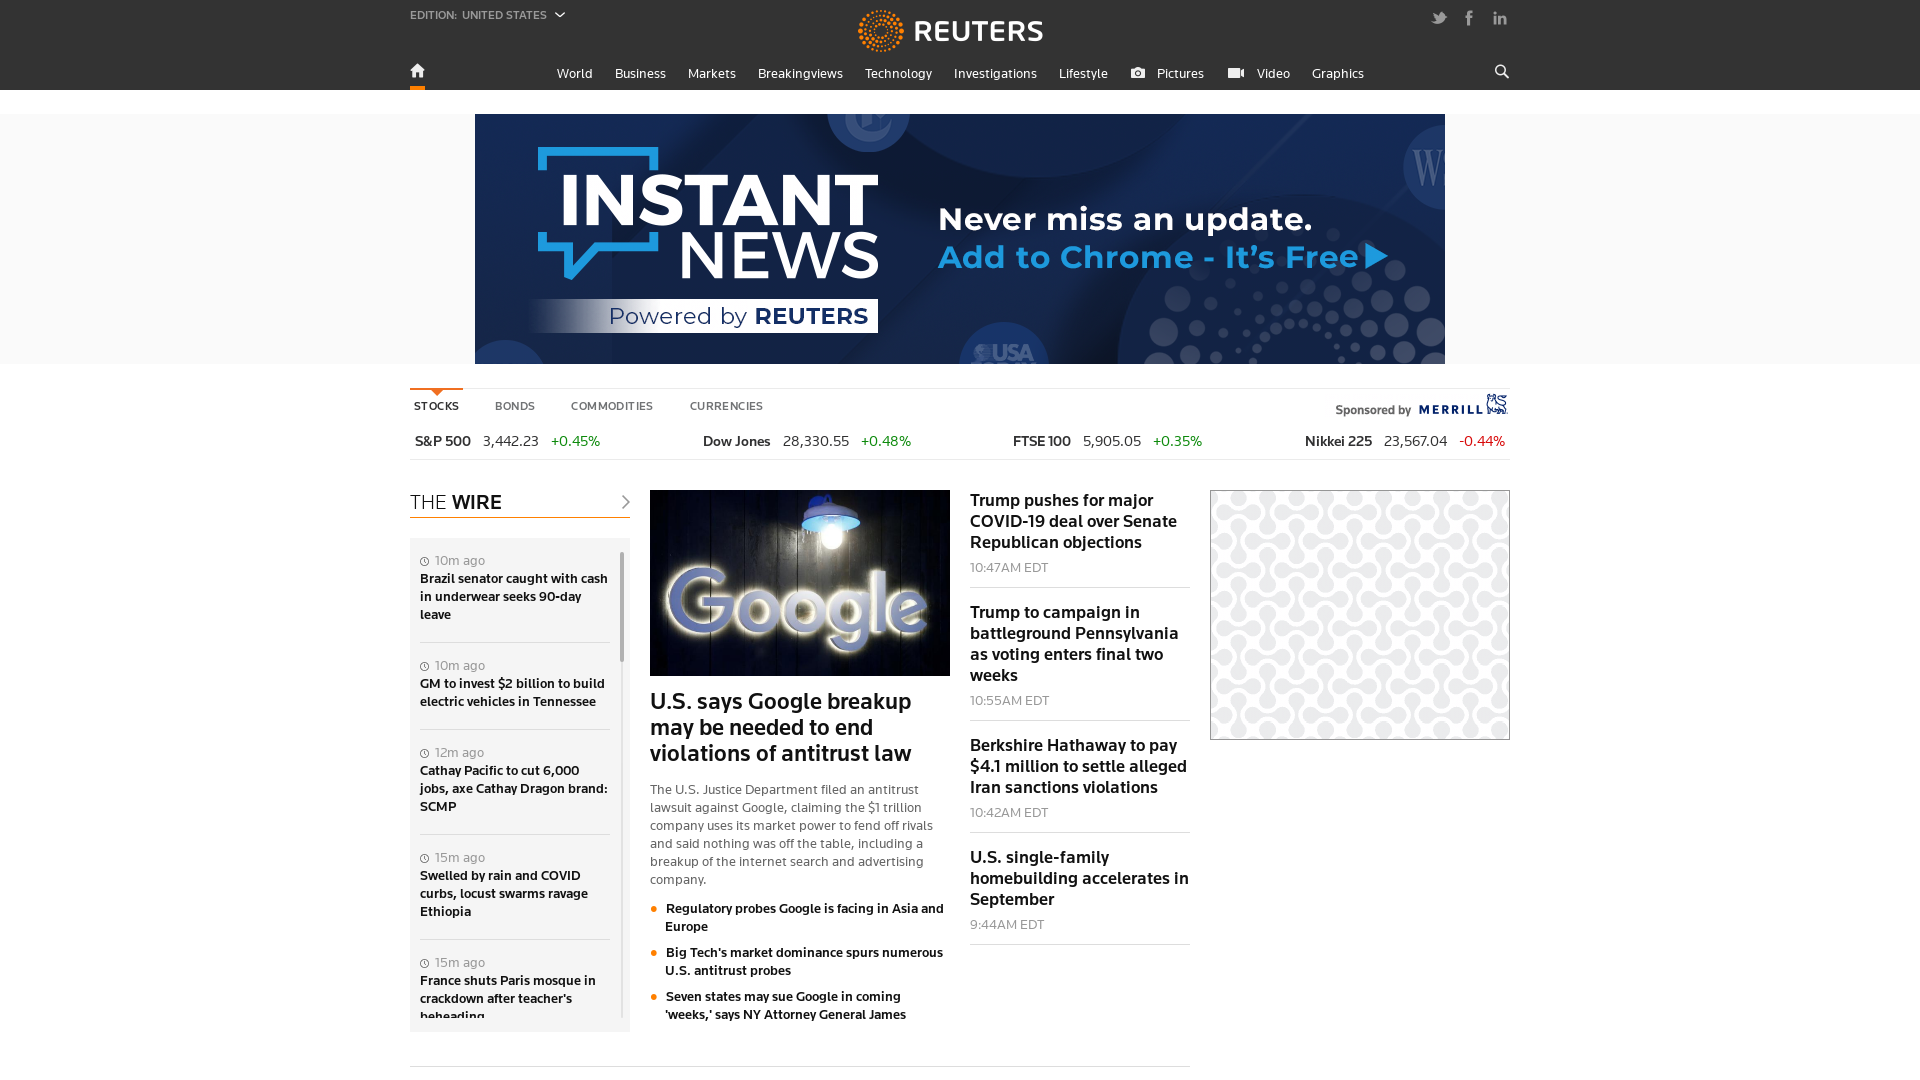 EDITION: UNITED STATES
REUTERS
World Business Markets Breakingviews Technology Investigations Lifestyle Pictures Video Graphics
INSTANT
NEWS
Powered by REUTERS
Never miss an update.
Add to Chrome - It's Free
W
USA
STOCKS BONDS COMMODITIES CURRENCIES
Sponsored by MERRILL
S&P 500 3,442.23 +0.45% Dow Jones 28,330.55 +0.48% FTSE 100 5,905.05 +0.35% Nikkei 225 23,567.04 -0.44%
THE WIRE
10m ago
Brazil senator caught with cash
in underwear seeks 90-day
leave
10m ago
GM to invest $2 billion to build
electric vehicles in Tennessee
12m ago
Cathay Pacific to cut 6,000
jobs, axe Cathay Dragon brand:
SCMP
15m ago
Swelled by rain and COVID
curbs, locust swarms ravage
Ethiopia
15m ago
France shuts Paris mosque in
crackdown after teacher's
beheading
Google
U.S. says Google breakup
may be needed to end
violations of antitrust law
The U.S. Justice Department filed an antitrust
lawsuit against Google, claiming the $1 trillion
company uses its market power to fend off rivals
and said nothing was off the table, including a
breakup of the internet search and advertising
company.
Regulatory probes Google is facing in Asia and
Europe
Big Tech's market dominance spurs numerous
U.S. antitrust probes
Seven states may sue Google in coming
'weeks,' says NY Attorney General James
Trump pushes for major
COVID-19 deal over Senate
Republican objections
10:47AM EDT
Trump to campaign in
battleground Pennsylvania
as voting enters final two
weeks
10:55AM EDT
Berkshire Hathaway to pay
$4.1 million to settle alleged
Iran sanctions violations
10:42AM EDT
U.S. single-family
homebuilding accelerates in
September
9:44AM EDT